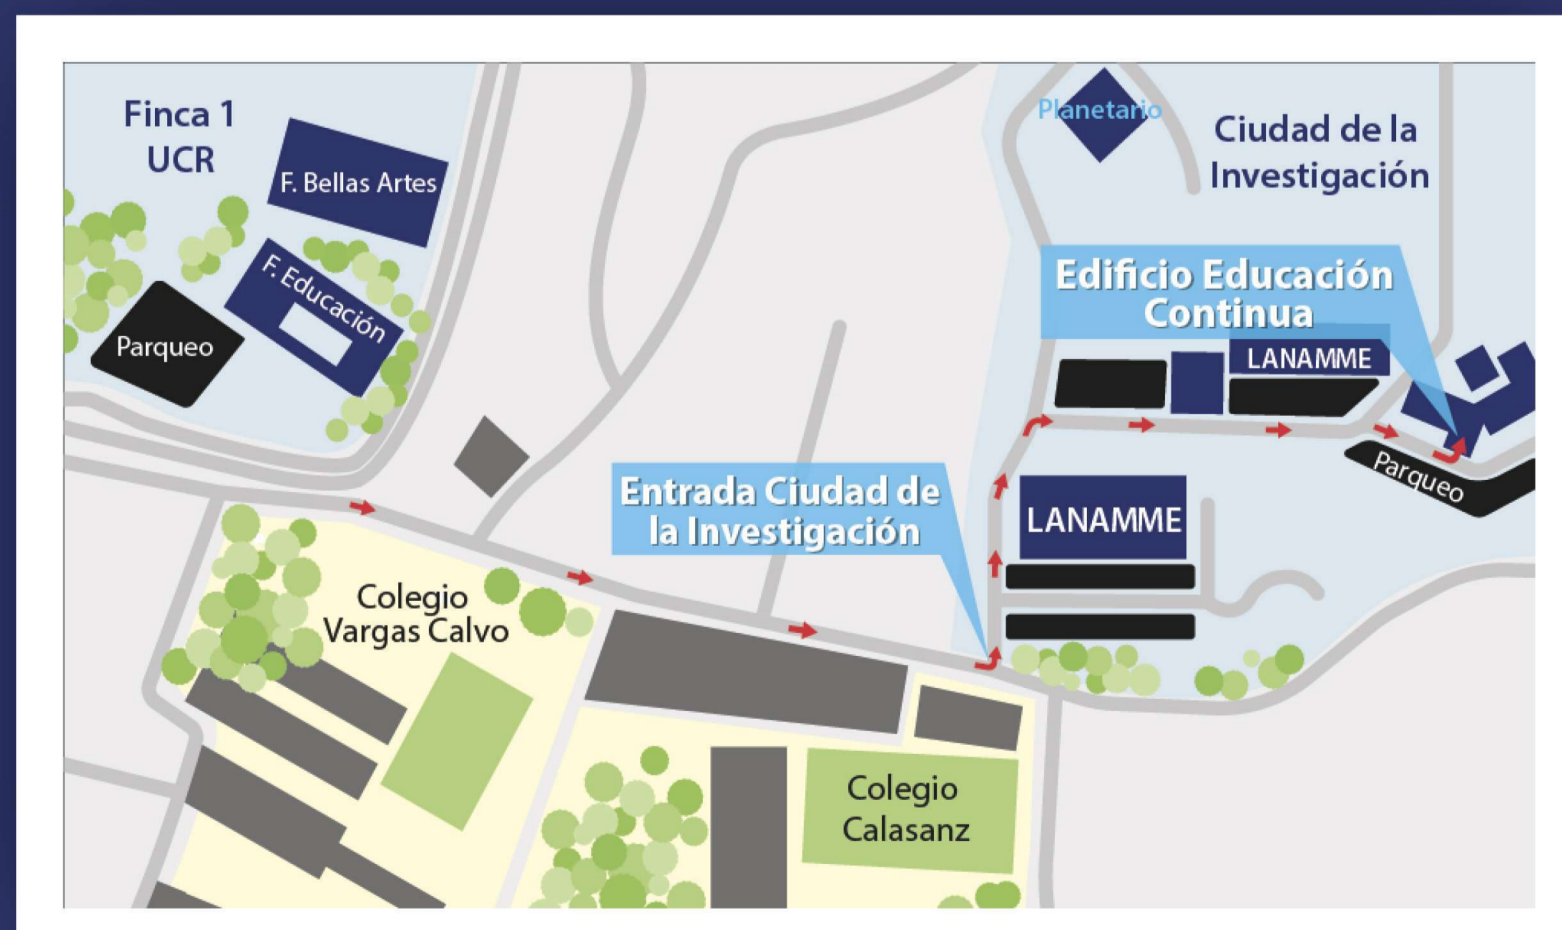 Finca 1
UCR
F. Bellas Artes
F. Educación
Parqueo
Planetario
Ciudad de la
Investigación
Edificio Educación
Continua
LANAMME
Parqueo
Entrada Ciudad de
la Investigación
LANAMME
Colegio
Vargas Calvo
Colegio
Calasanz